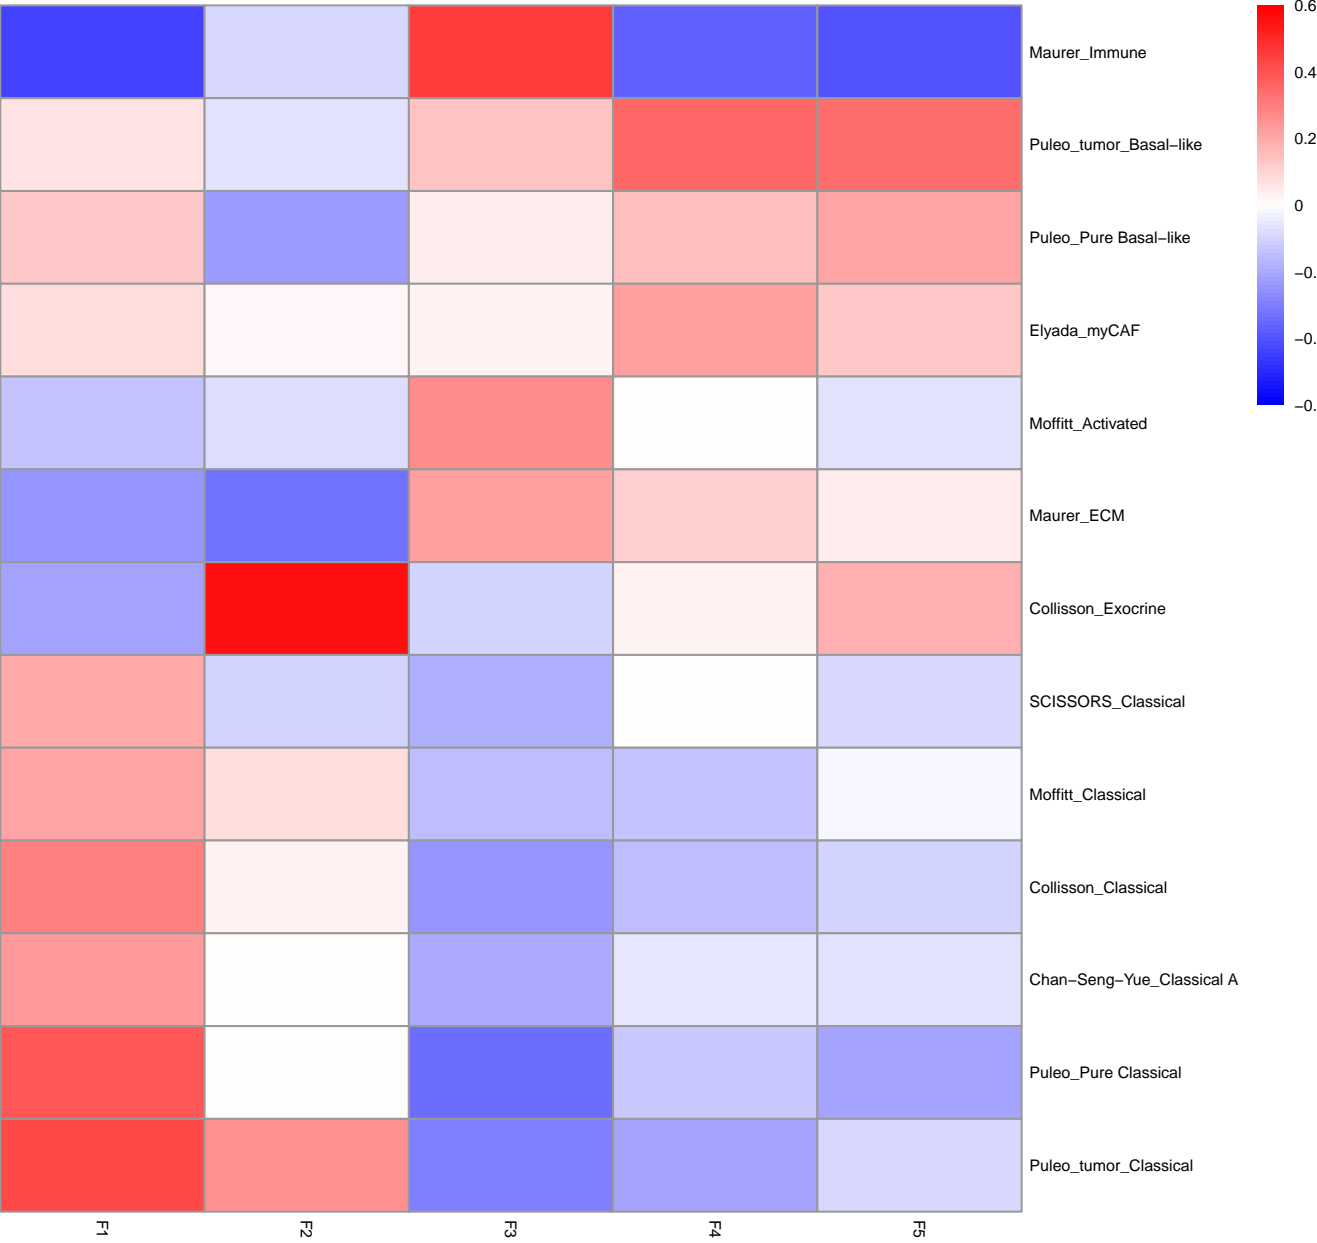 0.6
Maurer_Immune
0.4
Puleo_tumor_Basal−like
0.2
0
Puleo_Pure Basal−like
−0.
Elyada_myCAF
−0.
−0.
Moffitt_Activated
Maurer_ECM
Collisson_Exocrine
SCISSORS_Classical
Moffitt_Classical
Collisson_Classical
Chan−Seng−Yue_Classical A
Puleo_Pure Classical
Puleo_tumor_Classical
F1
F2
F3
F4
F5